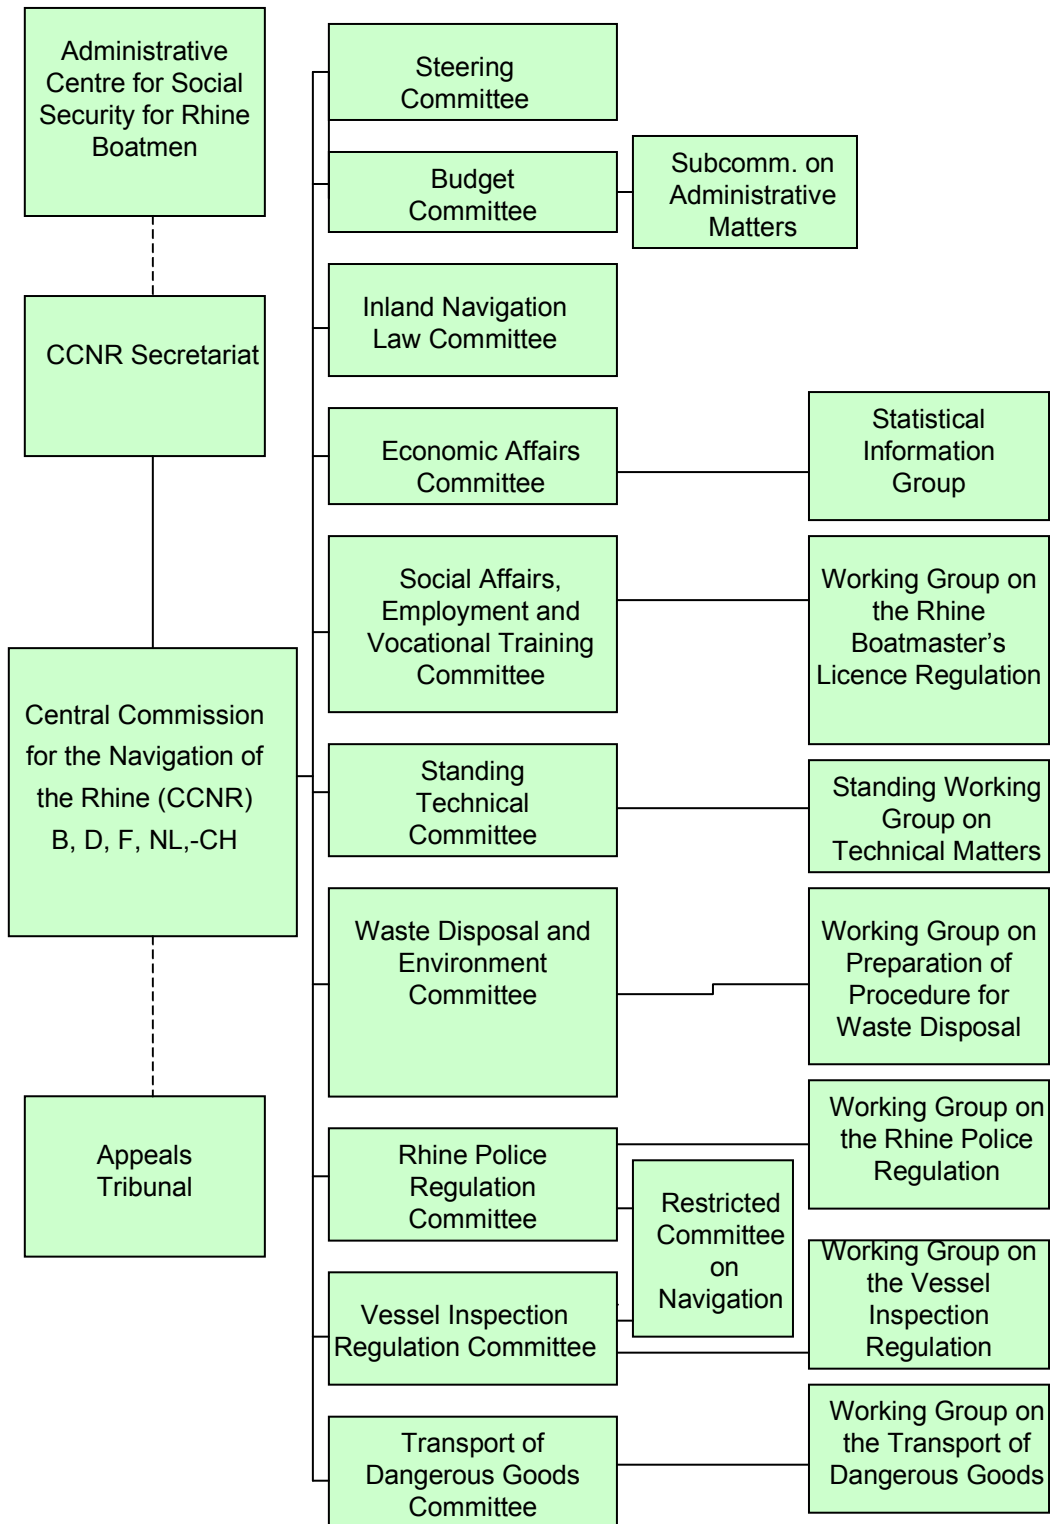 Administrative
Centre for Social
Security for Rhine
Boatmen
CCNR Secretariat
Central Commission
for the Navigation of
the Rhine (CCNR)
B, D, F, NL,-CH
Appeals
Tribunal
Steering
Committee
Budget
Committee
Subcomm. on
Administrative
Matters
Inland Navigation
Law Committee
Economic Affairs
Committee
Statistical
Information
Group
Social Affairs,
Employment and
Vocational Training
Committee
Working Group on
the Rhine
Boatmaster’s
Licence Regulation
Standing
Technical
Committee
Standing Working
Group on
Technical Matters
Waste Disposal and
Environment
Committee
Working Group on
Preparation of
Procedure for
Waste Disposal
Rhine Police
Regulation
Committee
Working Group on
the Rhine Police
Regulation
Restricted
Committee
on
Navigation
Vessel Inspection
Regulation Committee
Working Group on
the Vessel
Inspection
Regulation
Transport of
Dangerous Goods
Committee
Working Group on
the Transport of
Dangerous Goods